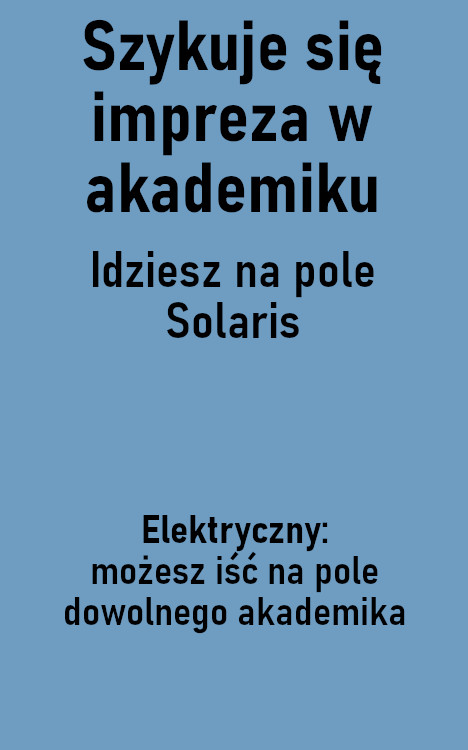 Szykuje się
impreza w
akademiku
Idziesz na pole
Solaris
Elektryczny:
możesz iść na pole
dowolnego akademika